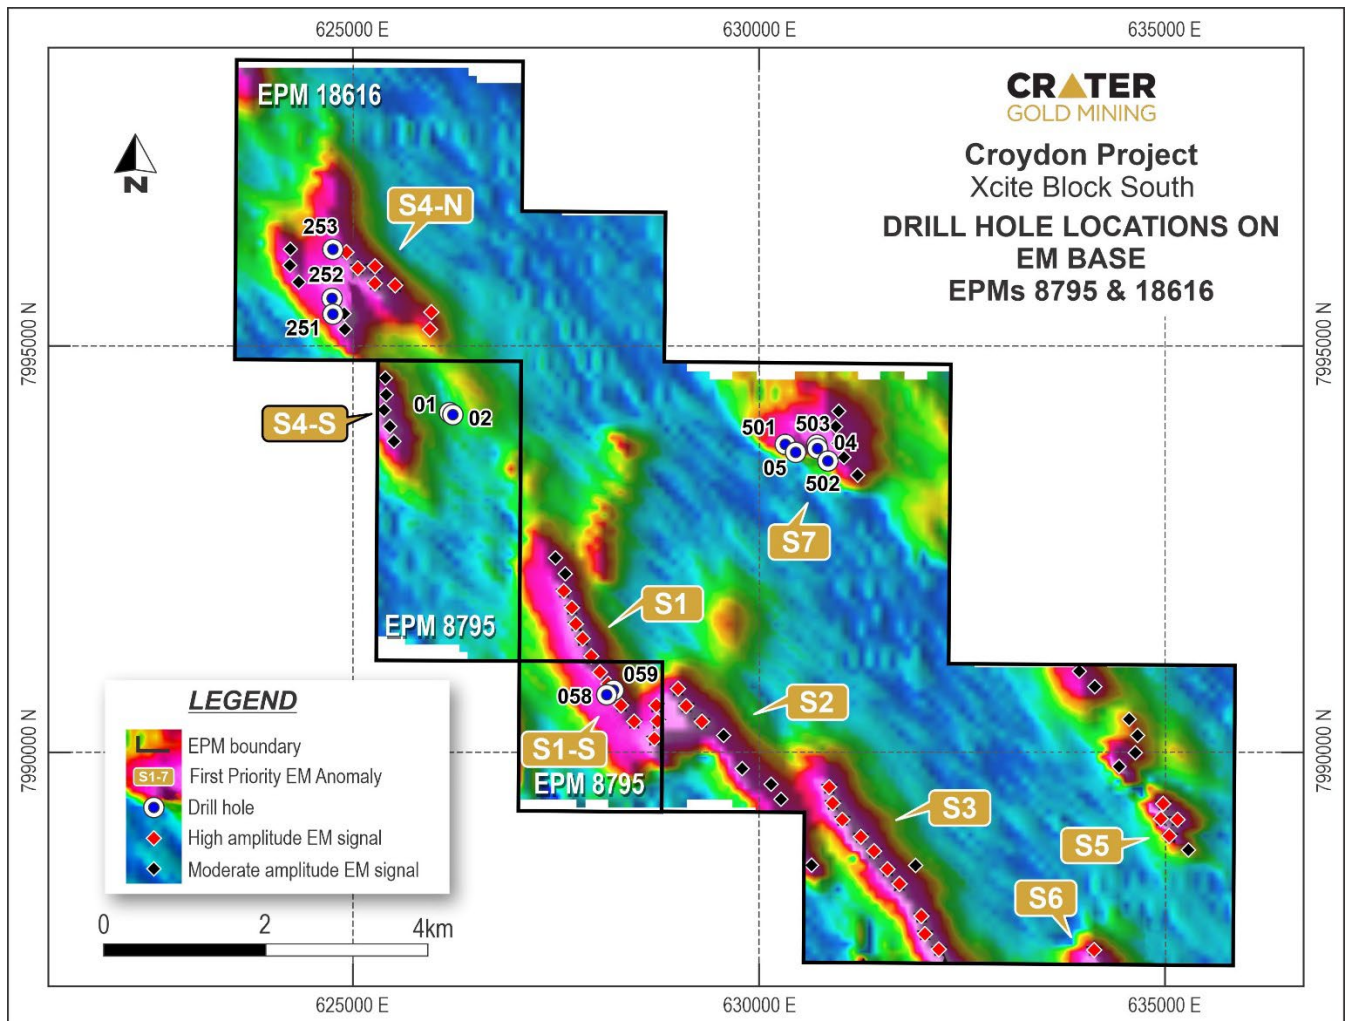 625000 E
630000 E
635000 E
CRATER
GOLD MINING
Croydon Project
Xcite Block South
DRILL HOLE LOCATIONS ON
EM BASE
EPMs 8795 & 18616
EPM 18616
N
S4-N
253
252
251
7995000 N
7995000 N
S4-S
01
02
501
503
04
05
502
S7
EPM 8795
S1
059
058
S1-S
EPM 8795
S2
7990000 N
7990000 N
S3
S5
S6
LEGEND
EPM boundary
S1-7
First Priority EM Anomaly
Drill hole
High amplitude EM signal
Moderate amplitude EM signal
0
2
4km
625000 E
630000 E
635000 E